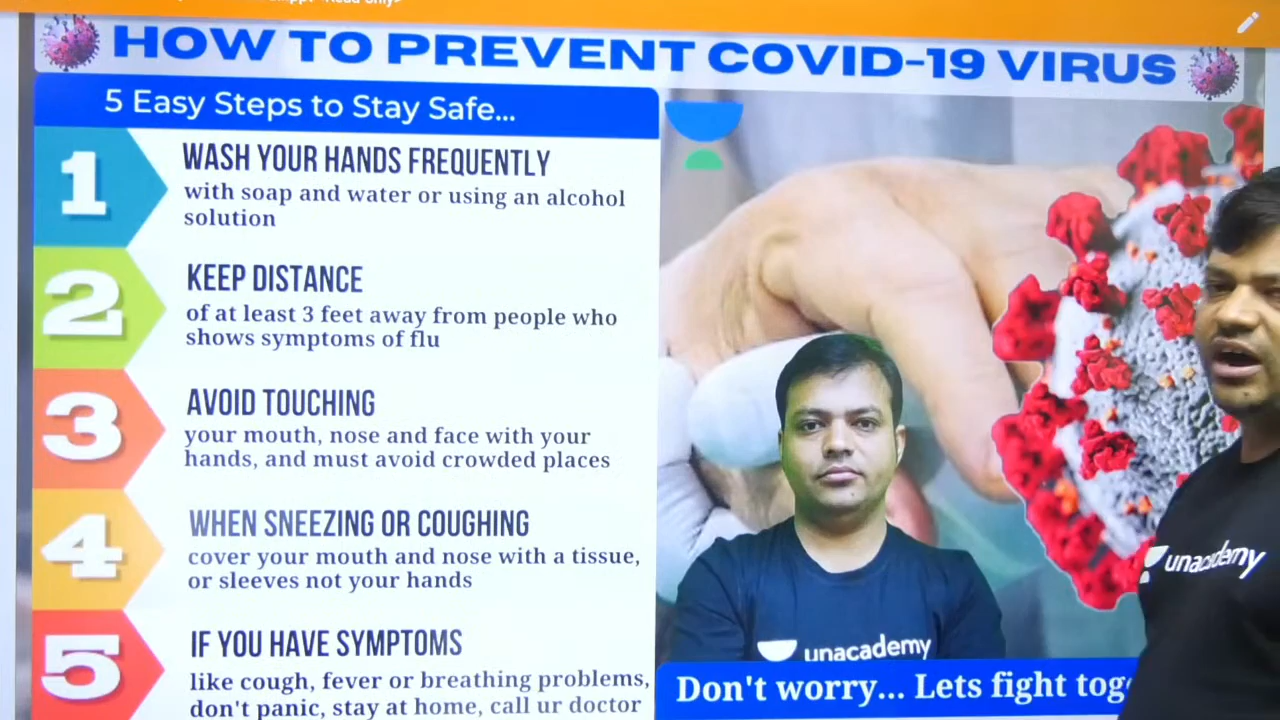 HOW TO PREVENT COVID-19 VIRUS
5 Easy Steps to Stay Safe...
1
WASH YOUR HANDS FREQUENTLY
with soap and water or using an alcohol
solution
2
KEEP DISTANCE
of at least 3 feet away from people who
shows symptoms of flu
3
AVOID TOUCHING
your mouth, nose and face with your
hands, and must avoid crowded places
4
WHEN SNEEZING OR COUGHING
cover your mouth and nose with a tissue,
or sleeves not your hands
5
IF YOU HAVE SYMPTOMS
like cough, fever or breathing problems,
don't panic, stay at home, call ur doctor
unacademy
Don't worry... Lets fight
unacademy